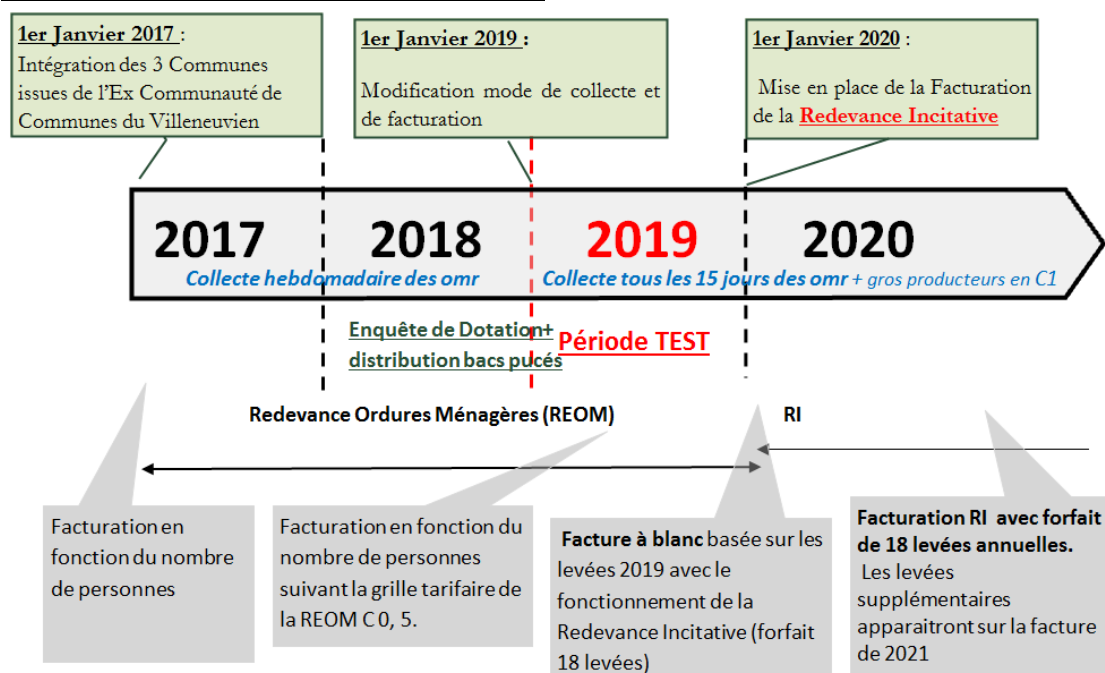 1er Janvier 2017 :
Intégration des 3 Communes
issues de l'Ex Communauté de
Communes du Villeneuvien
1er Janvier 2019 :
Modification mode de collecte et
de facturation
1er Janvier 2020 :
Mise en place de la Facturation
de la Redevance Incitative
2017
2018
2019
2020
Collecte hebdomadaire des omr
Collecte tous les 15 jours des omr + gros producteurs en C1
Enquête de Dotation+
distribution bacs pucés
Période TEST
Redevance Ordures Ménagères (REOM)
RI
Facturation en
fonction du nombre
de personnes
Facturation en fonction du
nombre de personnes
suivant la grille tarifaire de
la REOM C 0, 5.
Facture à blanc basée sur les
levées 2019 avec le
fonctionnement de la
Redevance Incitative (forfait
18 levées)
Facturation RI avec forfait
de 18 levées annuelles.
Les levées
supplémentaires
apparaitront sur la facture
de 2021